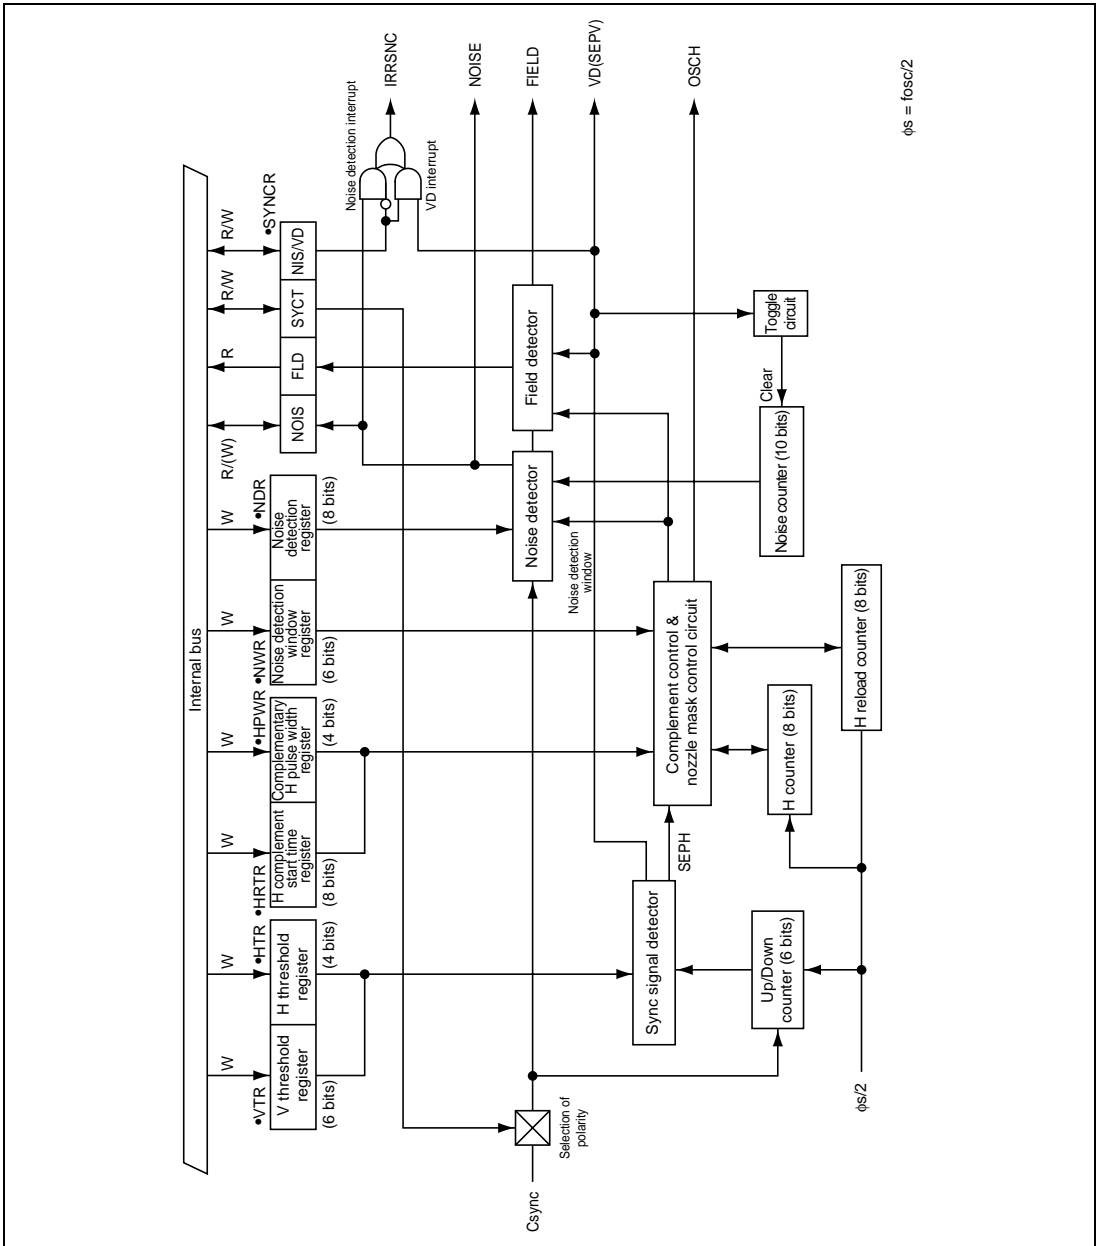 Internal bus
W
W
W
W
W
W
R/(W)
R
R/W
R/W
•VTR
•HTR
•HRTR
•HPWR
•NWR
•NDR
•SYNCR
V threshold
register
H threshold
register
H complement
start time
register
Complementary
H pulse width
register
Noise detection
window
register
Noise
detection
register
NOIS
FLD
SYCT
NIS/VD
(6 bits)
(4 bits)
(8 bits)
(4 bits)
(6 bits)
(8 bits)
Noise detection interrupt
VD interrupt
IRRSNC
NOISE
FIELD
VD(SEPV)
OSCH
Csync
Selection of
polarity
Noise detector
Field detector
Noise detection
window
Sync signal detector
SEPH
Complement control &
nozzle mask control circuit
Toggle
circuit
Clear
Noise counter (10 bits)
Up/Down
counter (6 bits)
H counter (8 bits)
H reload counter (8 bits)
ϕs/2
ϕs = fosc/2